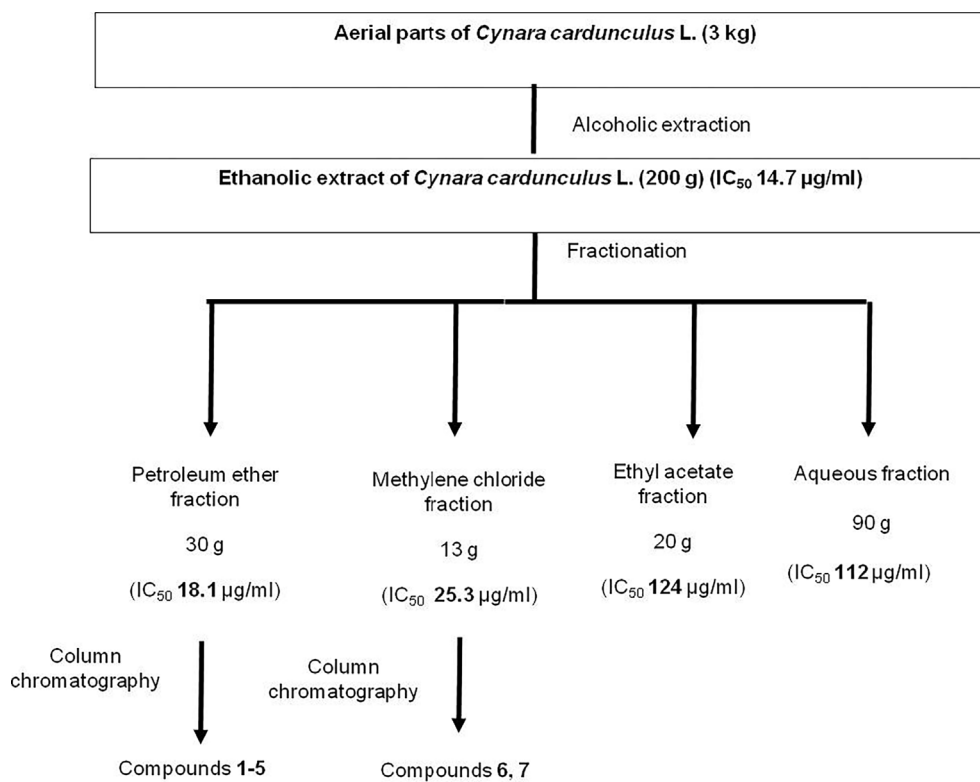 Aerial parts of Cynara cardunculus L. (3 kg)
Alcoholic extraction
Ethanolic extract of Cynara cardunculus L. (200 g) (IC50 14.7 µg/ml)
Fractionation
Petroleum ether
fraction
30 g
(IC50 18.1 µg/ml)
Methylene chloride
fraction
13 g
(IC50 25.3 µg/ml)
Ethyl acetate
fraction
20 g
(IC50 124 µg/ml)
Aqueous fraction
90 g
(IC50 112 µg/ml)
Column
chromatography
Column
chromatography
Compounds 1-5
Compounds 6, 7